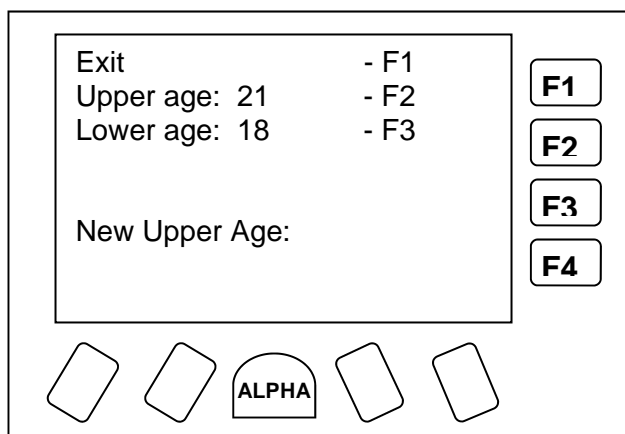 Exit - F1
Upper age: 21 - F2
Lower age: 18 - F3
New Upper Age:
F1
F2
F3
F4
ALPHA